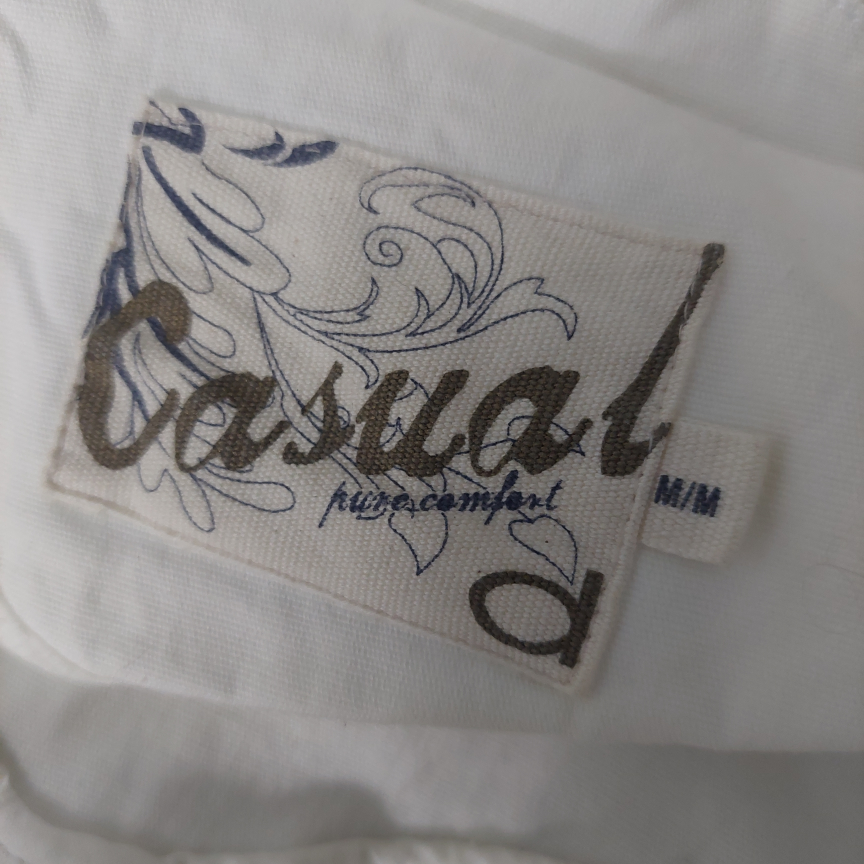 Casual
pure comfort
a
M/M